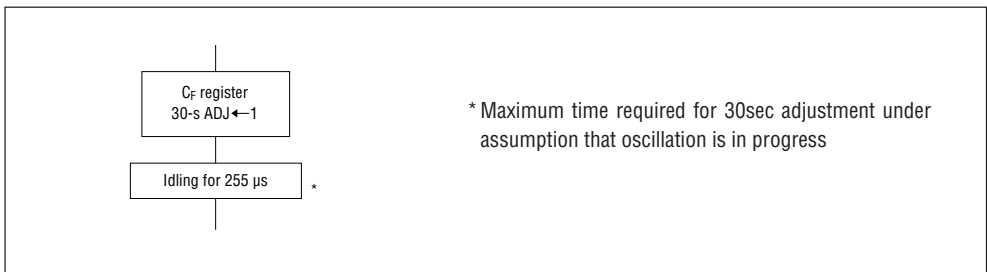 C_F register
30-s ADJ←1
Idling for 255 µs
*
* Maximum time required for 30sec adjustment under
assumption that oscillation is in progress